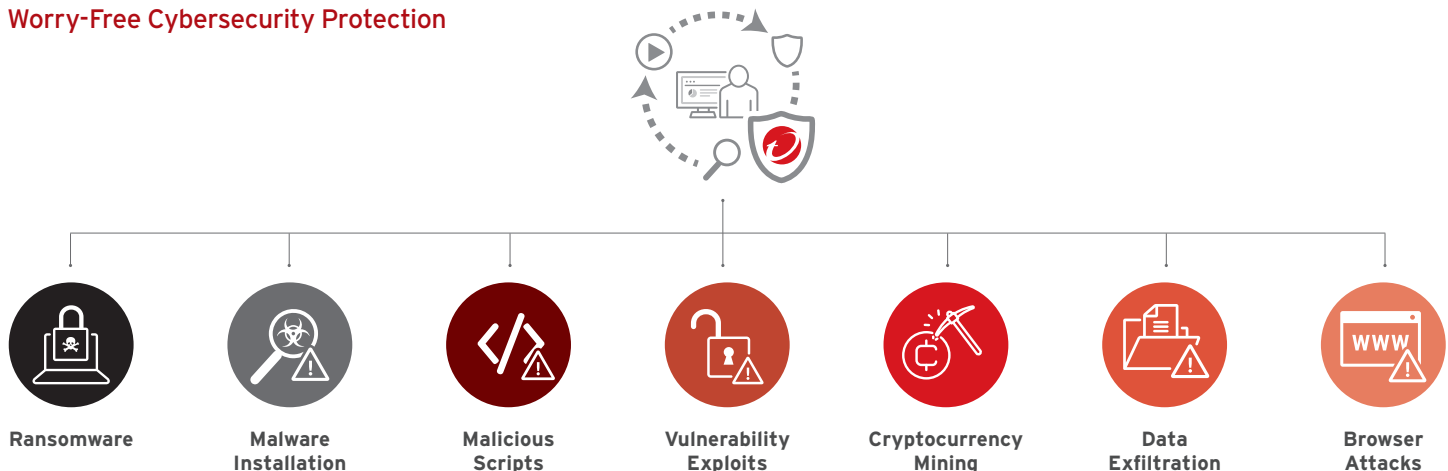 Worry-Free Cybersecurity Protection
WWW
Ransomware
Malware
Installation
Malicious
Scripts
Vulnerability
Exploits
Cryptocurrency
Mining
Data
Exfiltration
Browser
Attacks